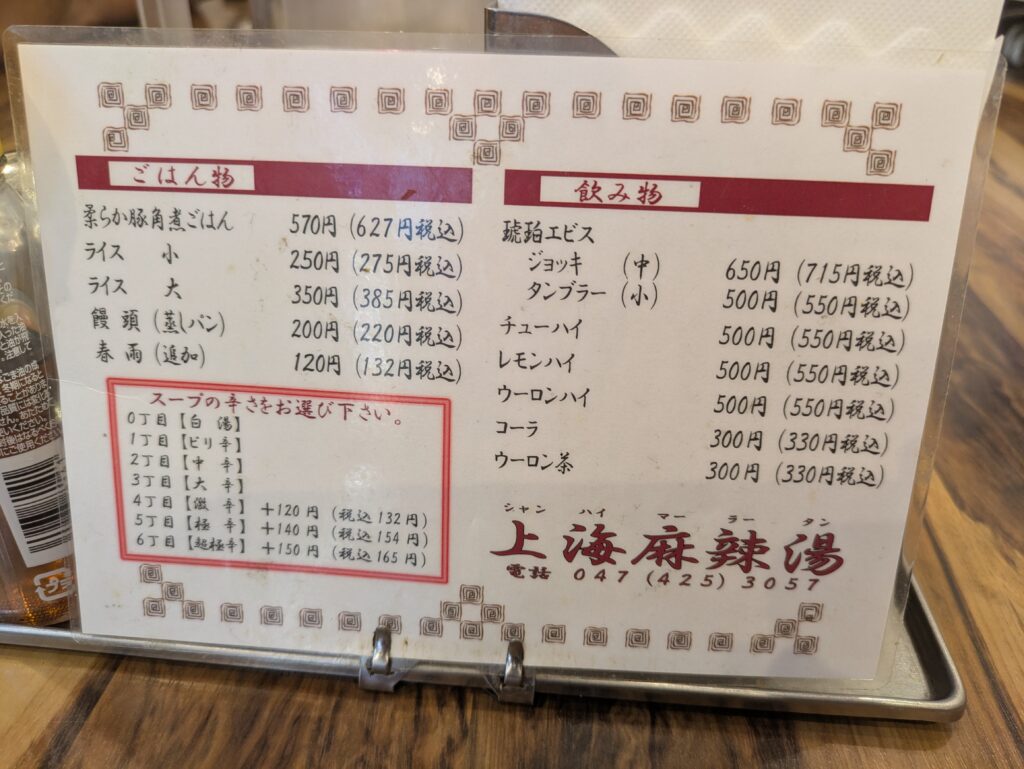 ごはん物
柔らか豚角煮ごはん 570円 (627円税込)
ライス 小 250円 (275円税込)
ライス 大 350円 (385円税込)
饅頭 (蒸しパン) 200円 (220円税込)
春雨 (追加) 120円 (132円税込)
スープの辛さをお選び下さい。
0丁目【白 湯】
1丁目【ピリ辛】
2丁目【中 辛】
3丁目【大 辛】
4丁目【激 辛】 +120円 (税込132円)
5丁目【極 辛】 +140円 (税込154円)
6丁目【超極辛】 +150円 (税込165円)
飲み物
琥珀エビス
ジョッキ (中) 650円 (715円税込)
タンブラー (小) 500円 (550円税込)
チューハイ 500円 (550円税込)
レモンハイ 500円 (550円税込)
ウーロンハイ 500円 (550円税込)
コーラ 300円 (330円税込)
ウーロン茶 300円 (330円税込)
シャン ハイ マー ラー タン
上海麻辣湯
電話 047 (425) 3057